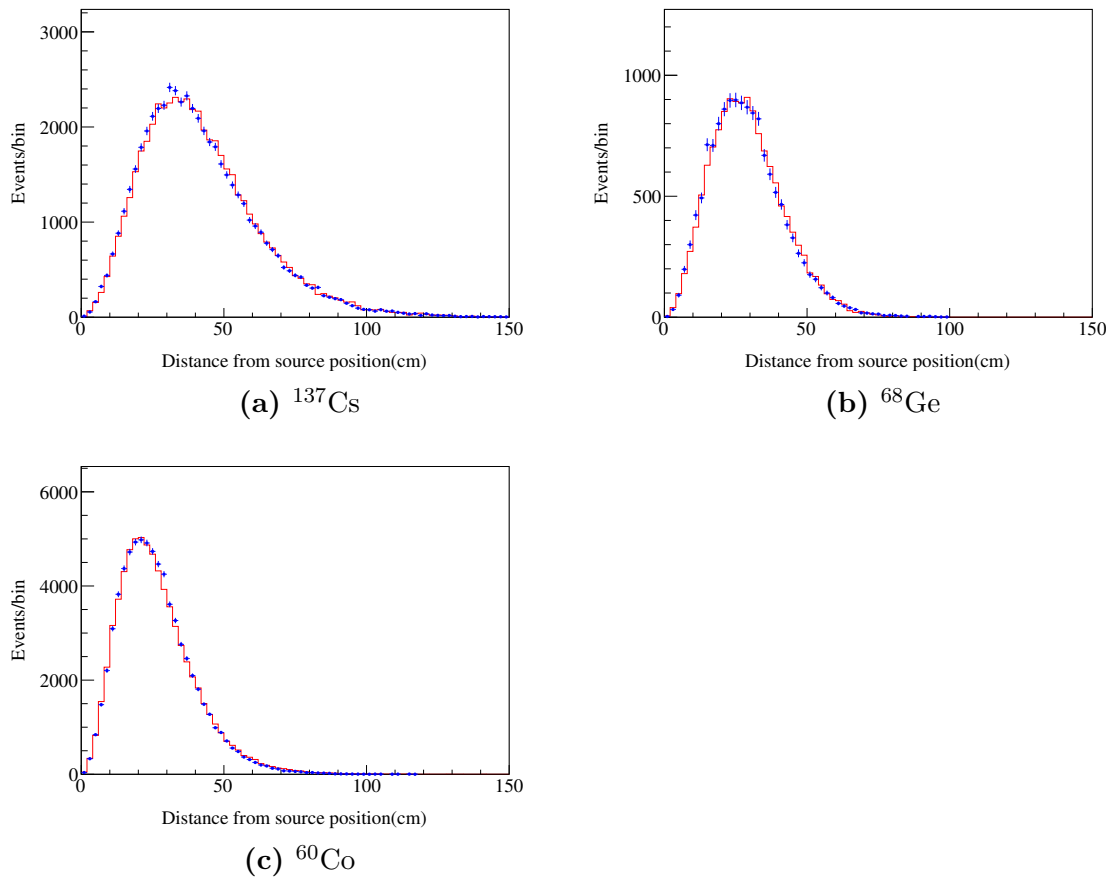 3000
2000
1000
0
Events/bin
0 50 100 150
Distance from source position(cm)
(a) ¹³⁷Cs
1000
500
0
Events/bin
0 50 100 150
Distance from source position(cm)
(b) ⁶⁸Ge
6000
4000
2000
0
Events/bin
0 50 100 150
Distance from source position(cm)
(c) ⁶⁰Co